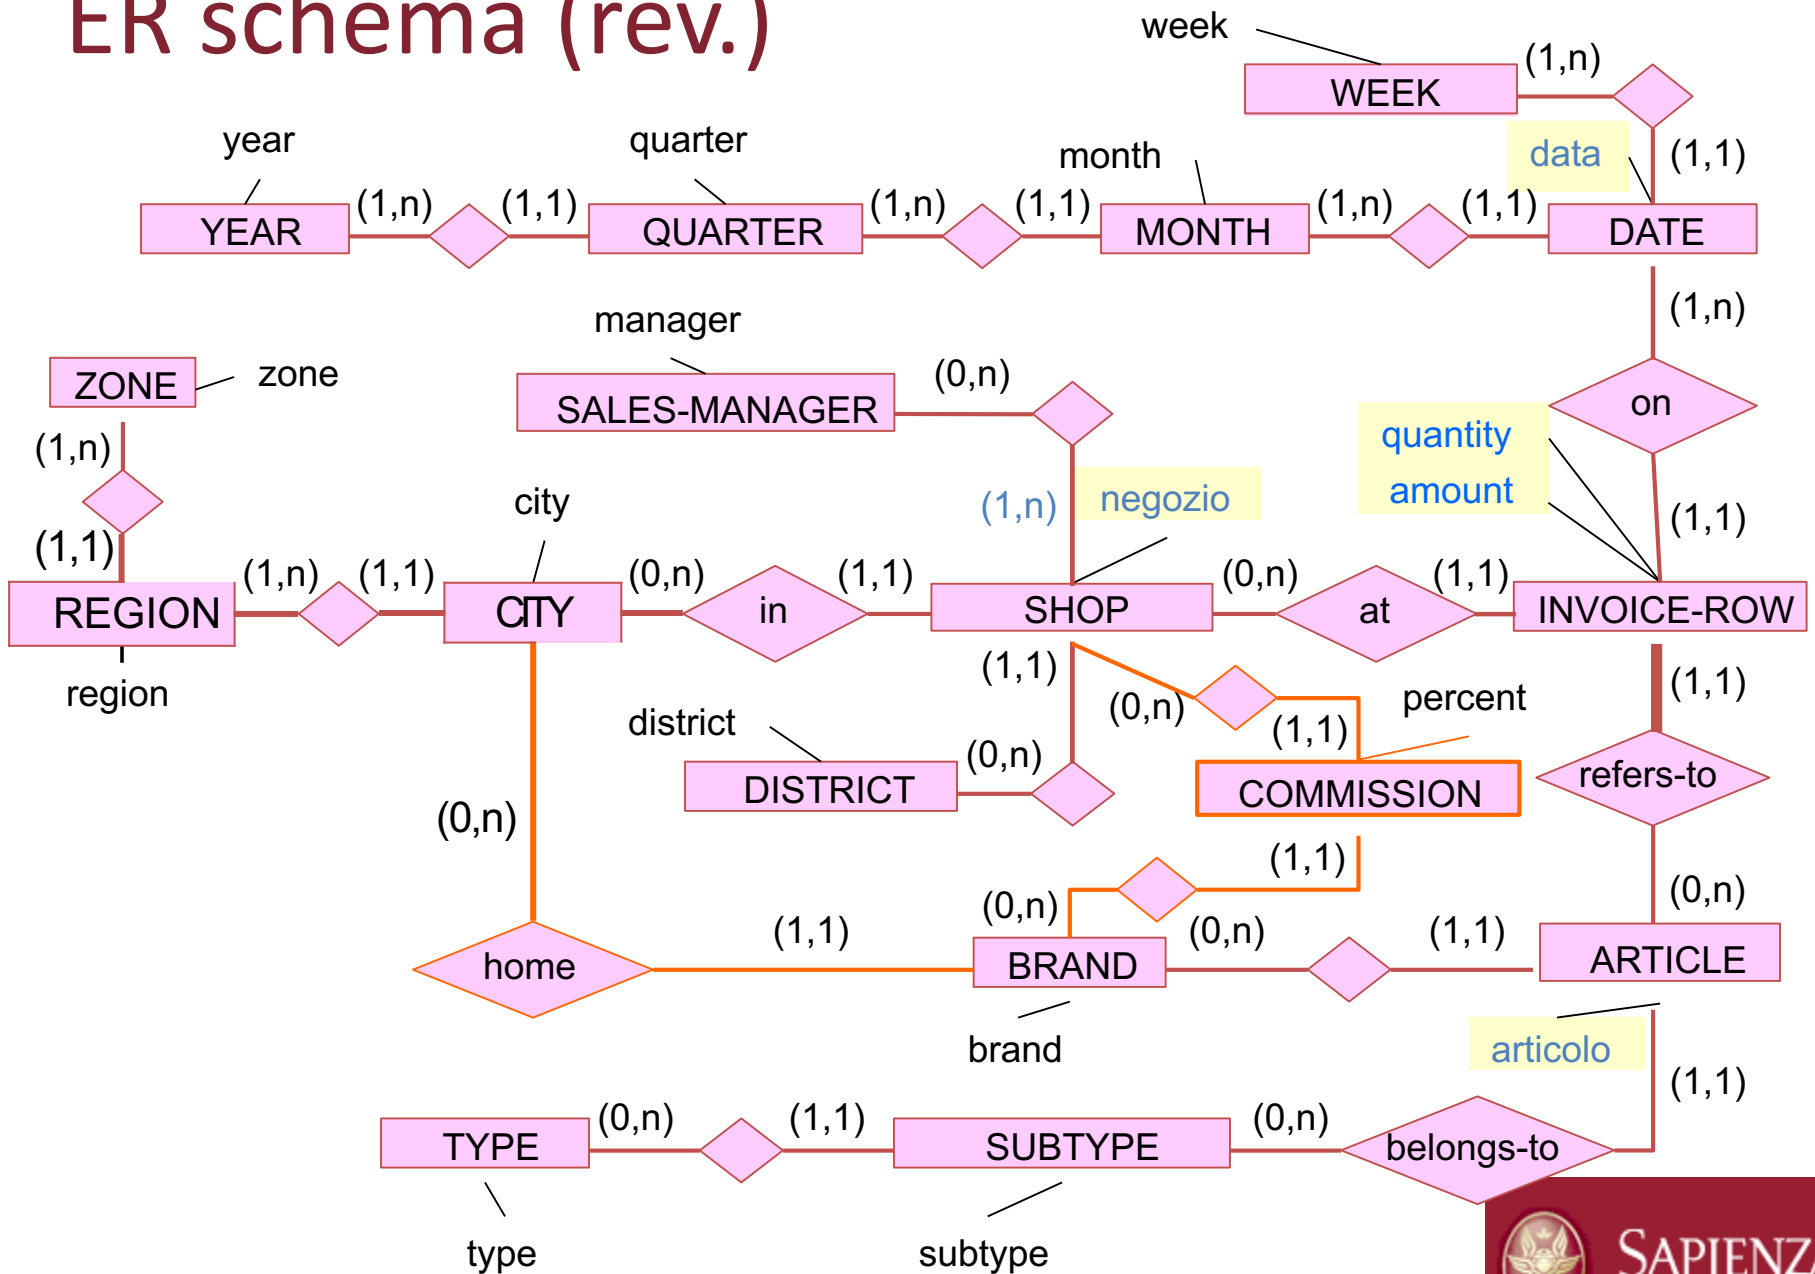 ER schema (rev.)
week
(1,n)
WEEK
year
quarter
month
data
(1,1)
(1,n)
(1,1)
(1,n)
(1,1)
(1,n)
(1,1)
YEAR
QUARTER
MONTH
DATE
(1,n)
manager
ZONE
zone
(0,n)
SALES-MANAGER
on
quantity
(1,n)
amount
city
(1,n)
negozio
(1,1)
(1,1)
(1,n)
(1,1)
(0,n)
(1,1)
(0,n)
(1,1)
REGION
CITY
in
SHOP
at
INVOICE-ROW
region
(1,1)
(0,n)
percent
(1,1)
district
(0,n)
(1,1)
DISTRICT
COMMISSION
refers-to
(0,n)
(1,1)
(0,n)
(0,n)
(1,1)
(0,n)
(1,1)
home
BRAND
ARTICLE
brand
articolo
(1,1)
(0,n)
(1,1)
(0,n)
TYPE
SUBTYPE
belongs-to
type
subtype
SAPIENZ